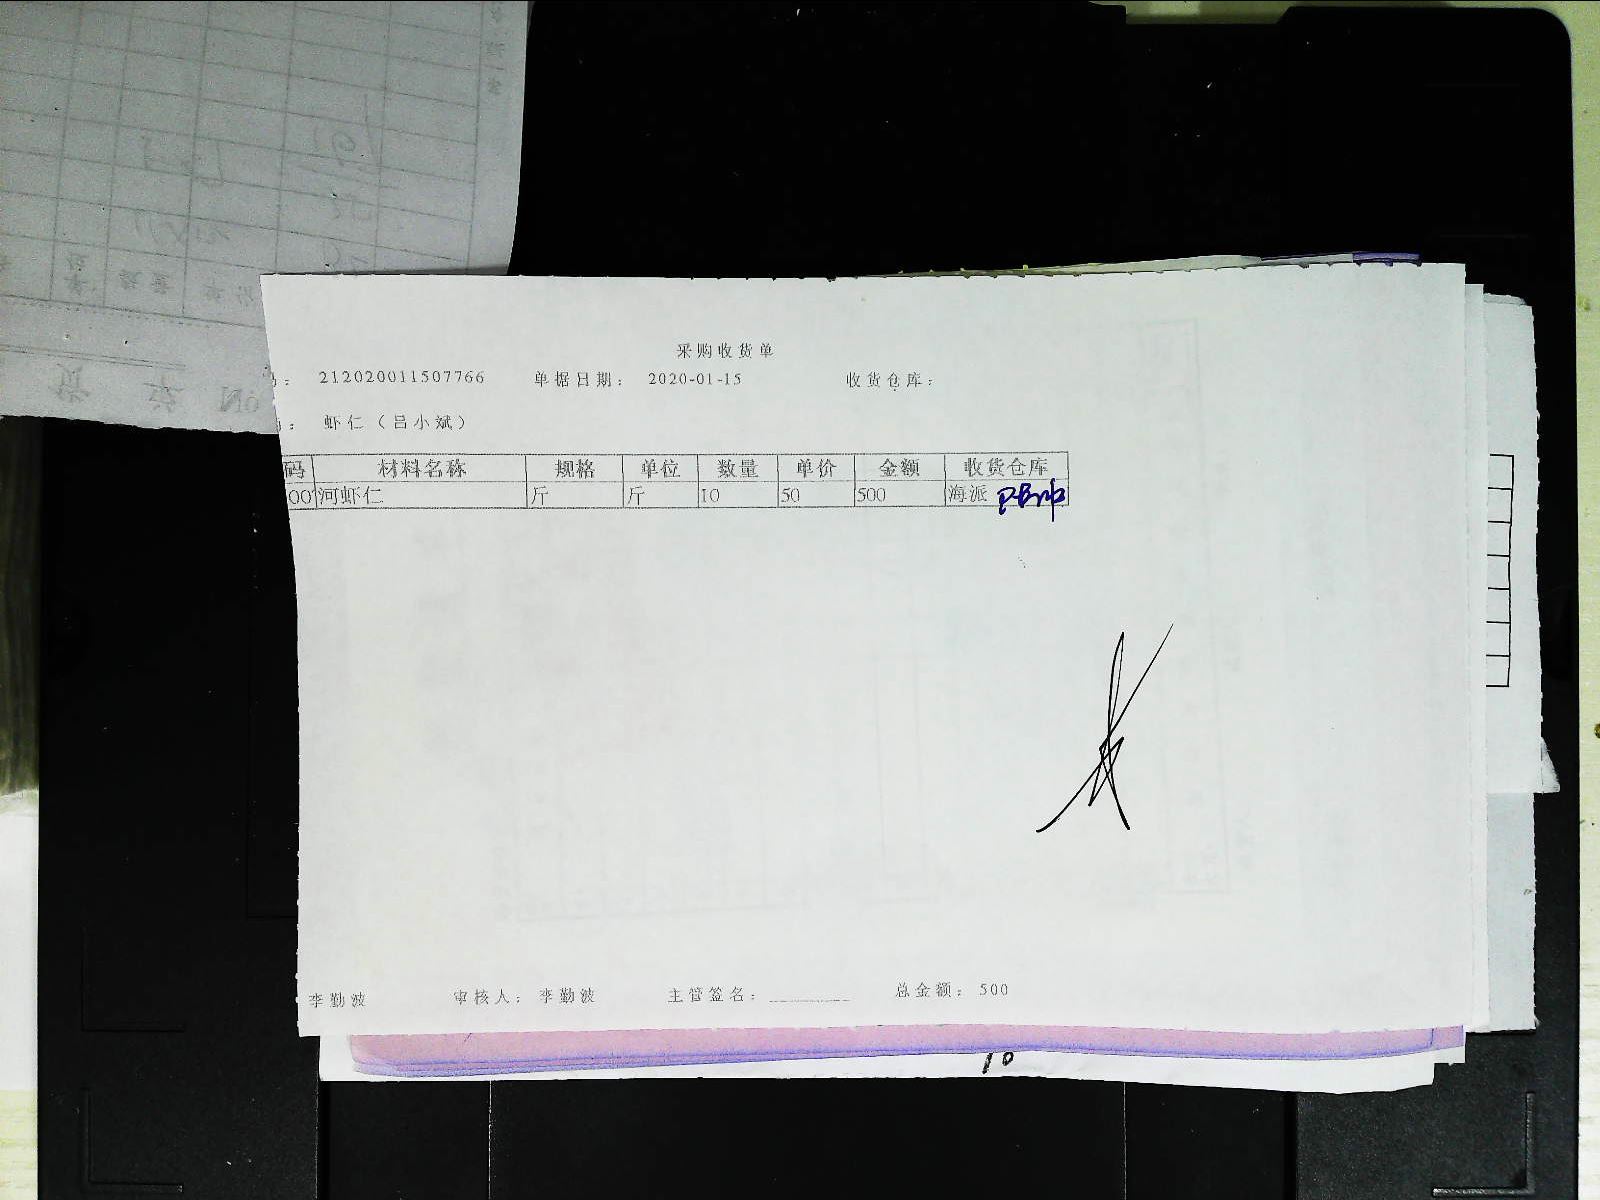 采购收货单
212020011507766 单据日期： 2020-01-15 收货仓库：
虾仁（吕小斌）
码 材料名称 规格 单位 数量 单价 金额 收货仓库
00 河虾仁 斤 斤 10 50 500 海派
李勤波 审核人： 李勤波 主管签名： 总金额： 500
10